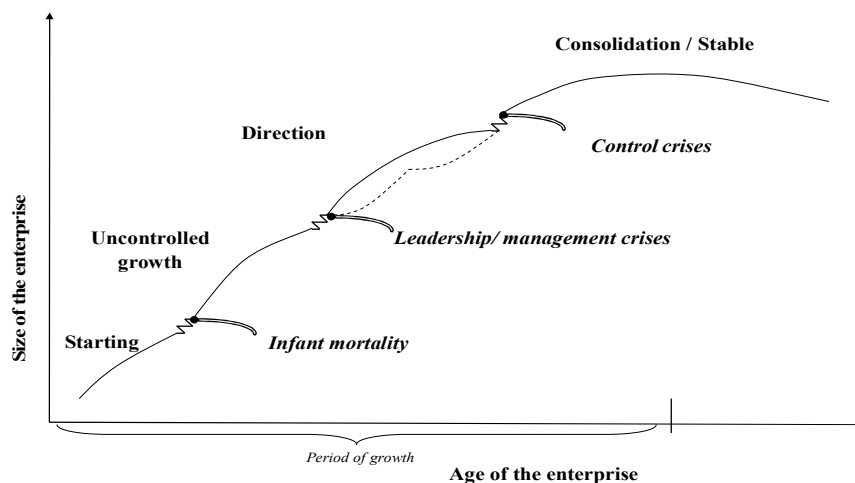 Consolidation / Stable
Direction
Control crises
Uncontrolled
growth
Leadership/ management crises
Starting
Infant mortality
Size of the enterprise
Period of growth
Age of the enterprise